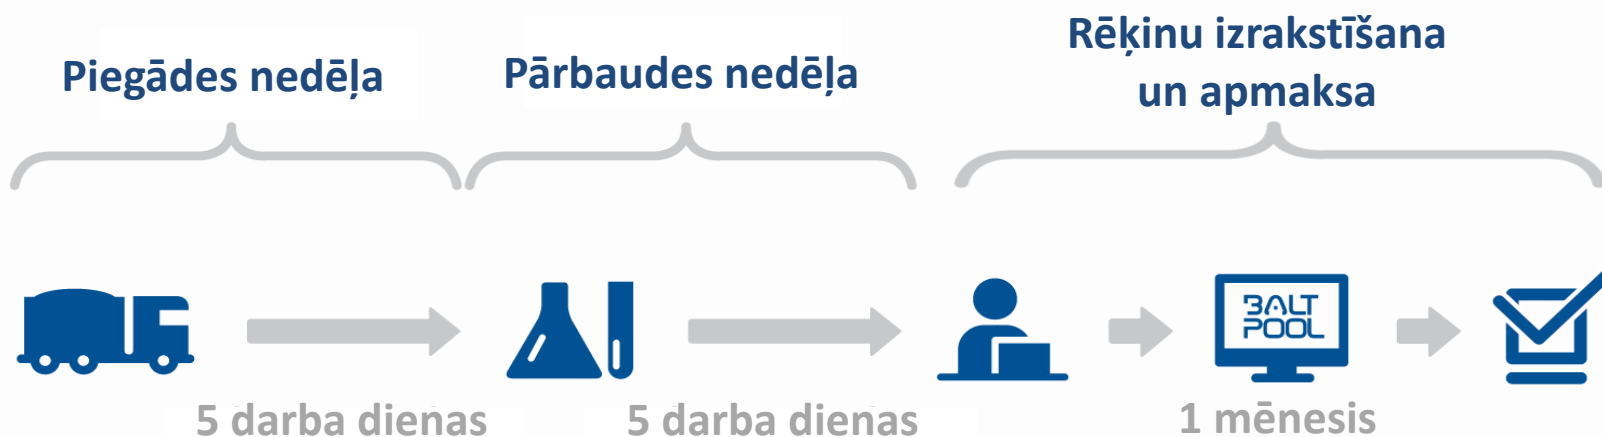 Piegādes nedēļa
Pārbaudes nedēļa
Rēķinu izrakstīšana
un apmaksa
BALT
POOL
5 darba dienas
5 darba dienas
1 mēnesis